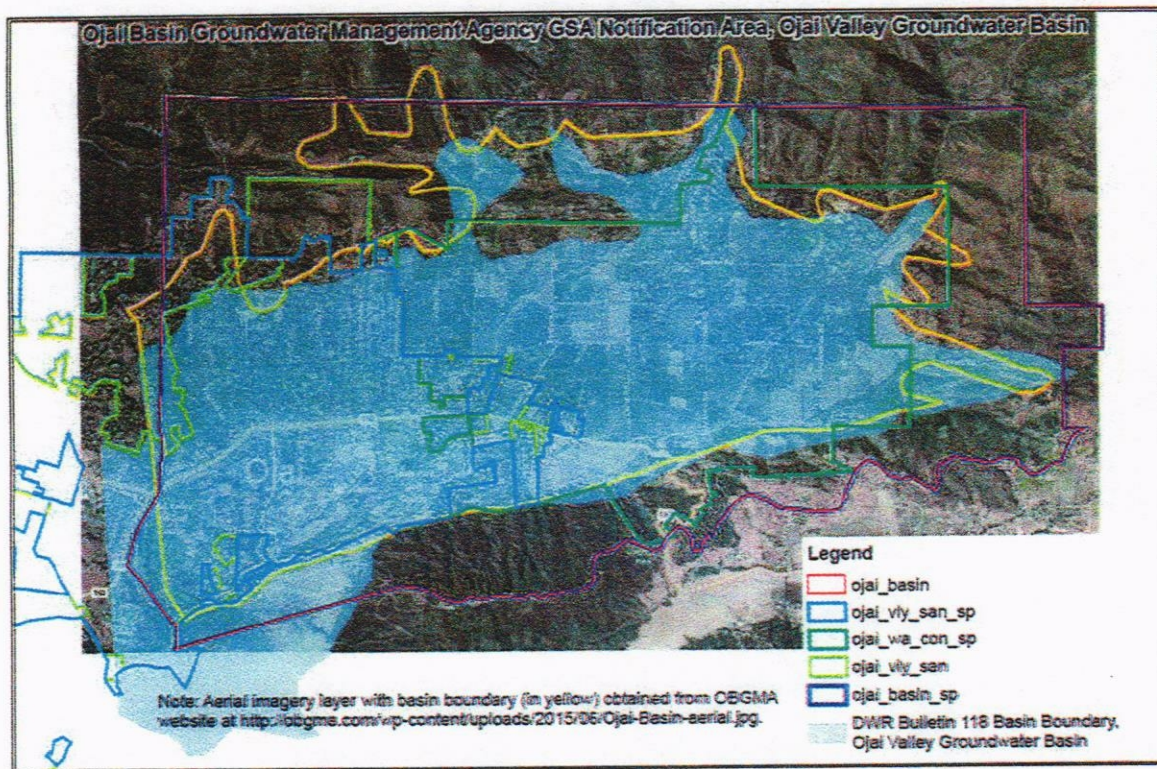 Ojai Basin Groundwater Management Agency GSA Notification Area, Ojai Valley Groundwater Basin
Legend
ojai_basin
ojai_vly_san_sp
ojai_wa_con_sp
ojai_vly_san
ojai_basin_sp
DWR Bulletin 118 Basin Boundary,
Ojai Valley Groundwater Basin
Note: Aerial imagery layer with basin boundary (in yellow) obtained from OBGMA
website at http://obgma.com/wp-content/uploads/2015/06/Ojai-Basin-aerial.jpg.